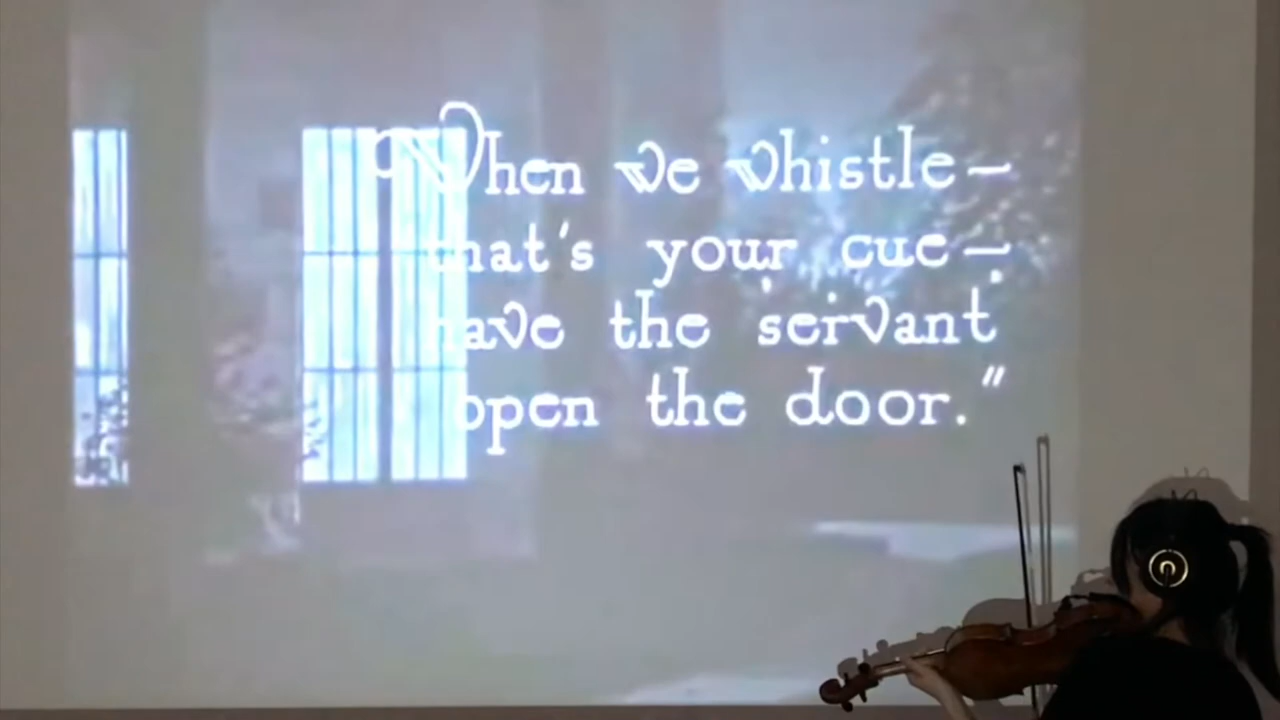 When we whistle—
that's your cue—
have the servant
open the door."